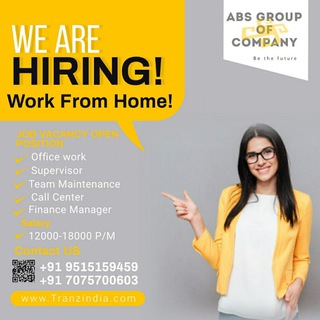 WE ARE
HIRING!
Work From Home!
ABS GROUP
OF
COMPANY
Be the future
JOB VACANCY OPEN
POSITION
Office work
Supervisor
Team Maintenance
Call Center
Finance Manager
Salary
12000-18000 P/M
Contact US
+91 9515159459
+91 7075700603
www.Tranzindia.com